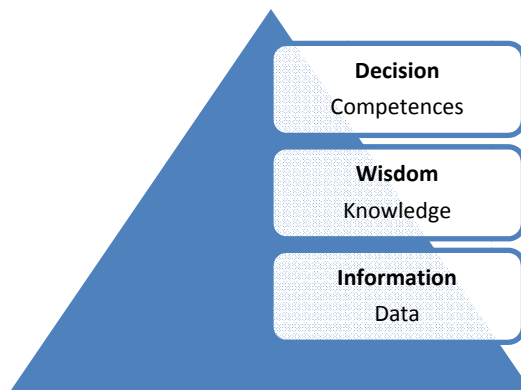 Decision
Competences
Wisdom
Knowledge
Information
Data